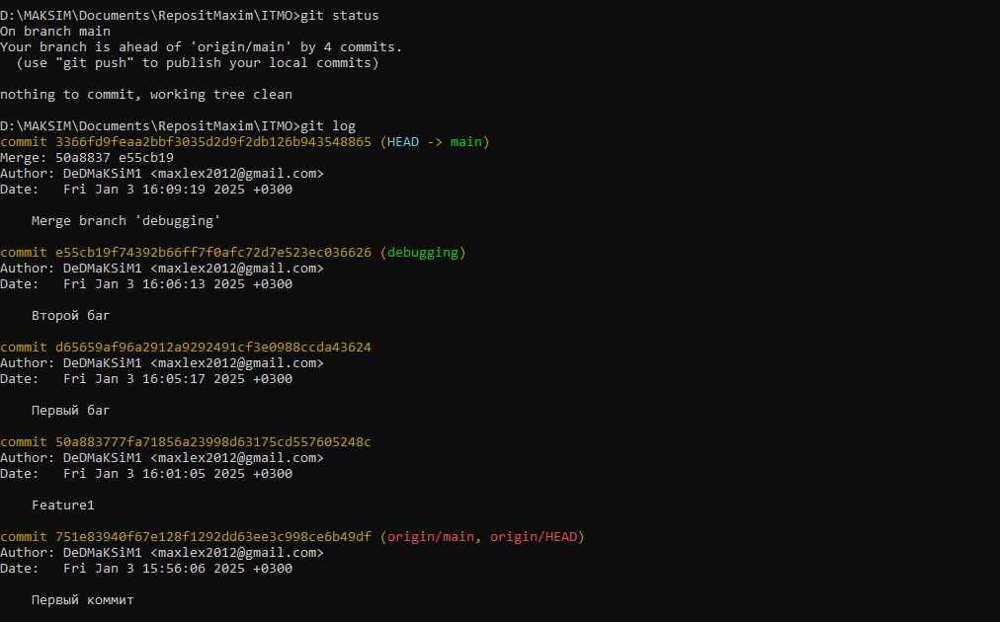 D:\MAKSIM\Documents\RepositMaxim\ITMO>git status
On branch main
Your branch is ahead of 'origin/main' by 4 commits.
  (use "git push" to publish your local commits)
nothing to commit, working tree clean
D:\MAKSIM\Documents\RepositMaxim\ITMO>git log
commit 3366fd9feaa2bbf3035d2d9f2db126b943548865 (HEAD -> main)
Merge: 50a8837 e55cb19
Author: DeDMaKSiM1 <maxlex2012@gmail.com>
Date:   Fri Jan 3 16:09:19 2025 +0300
    Merge branch 'debugging'
commit e55cb19f74392b66ff7f0afc72d7e523ec036626 (debugging)
Author: DeDMaKSiM1 <maxlex2012@gmail.com>
Date:   Fri Jan 3 16:06:13 2025 +0300
    Второй баг
commit d65659af96a2912a9292491cf3e0988ccda43624
Author: DeDMaKSiM1 <maxlex2012@gmail.com>
Date:   Fri Jan 3 16:05:17 2025 +0300
    Первый баг
commit 50a883777fa71856a23998d63175cd557605248c
Author: DeDMaKSiM1 <maxlex2012@gmail.com>
Date:   Fri Jan 3 16:01:05 2025 +0300
    Feature1
commit 751e83940f67e128f1292dd63ee3c998ce6b49df (origin/main, origin/HEAD)
Author: DeDMaKSiM1 <maxlex2012@gmail.com>
Date:   Fri Jan 3 15:56:06 2025 +0300
    Первый коммит